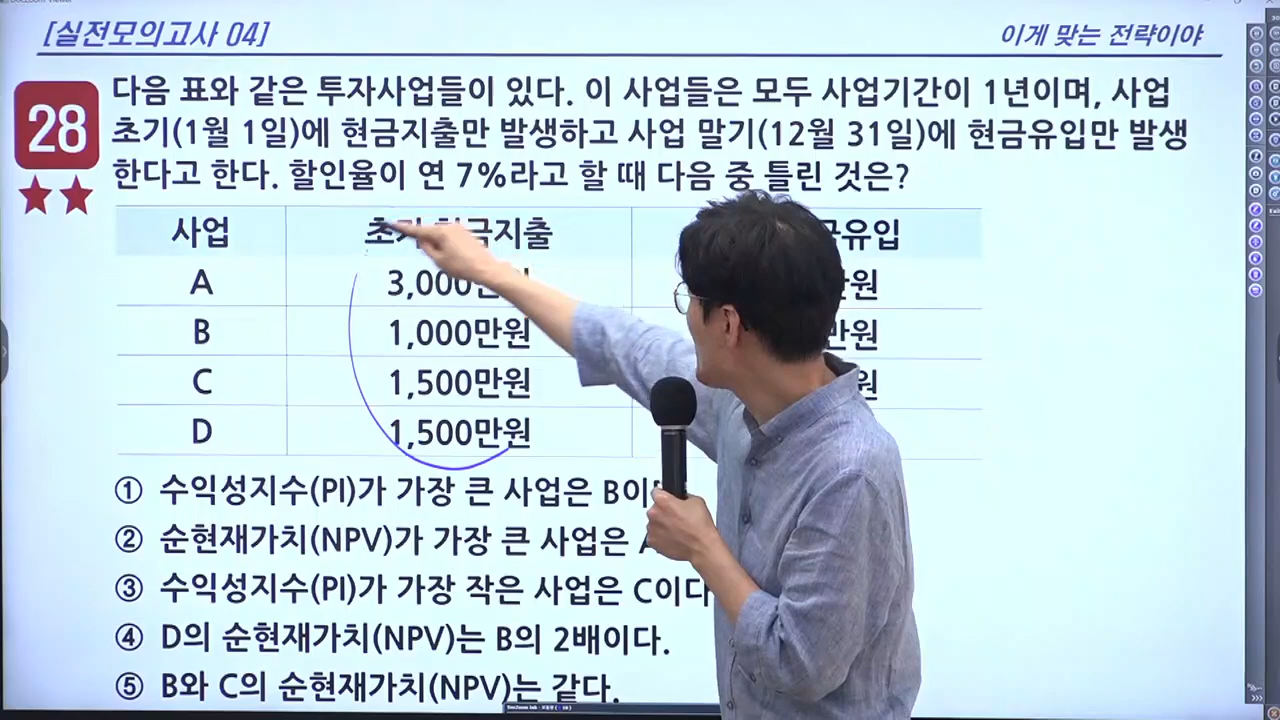 [실전모의고사 04]
이게 맞는 전략이야
28
다음 표와 같은 투자사업들이 있다. 이 사업들은 모두 사업기간이 1년이며, 사업
초기(1월 1일)에 현금지출만 발생하고 사업 말기(12월 31일)에 현금유입만 발생
한다고 한다. 할인율이 연 7%라고 할 때 다음 중 틀린 것은?
사업 초기 현금지출 금유입
A 3,000만원 만원
B 1,000만원 만원
C 1,500만원 원
D 1,500만원
① 수익성지수(PI)가 가장 큰 사업은 B이
② 순현재가치(NPV)가 가장 큰 사업은 A
③ 수익성지수(PI)가 가장 작은 사업은 C이다
④ D의 순현재가치(NPV)는 B의 2배이다.
⑤ B와 C의 순현재가치(NPV)는 같다.